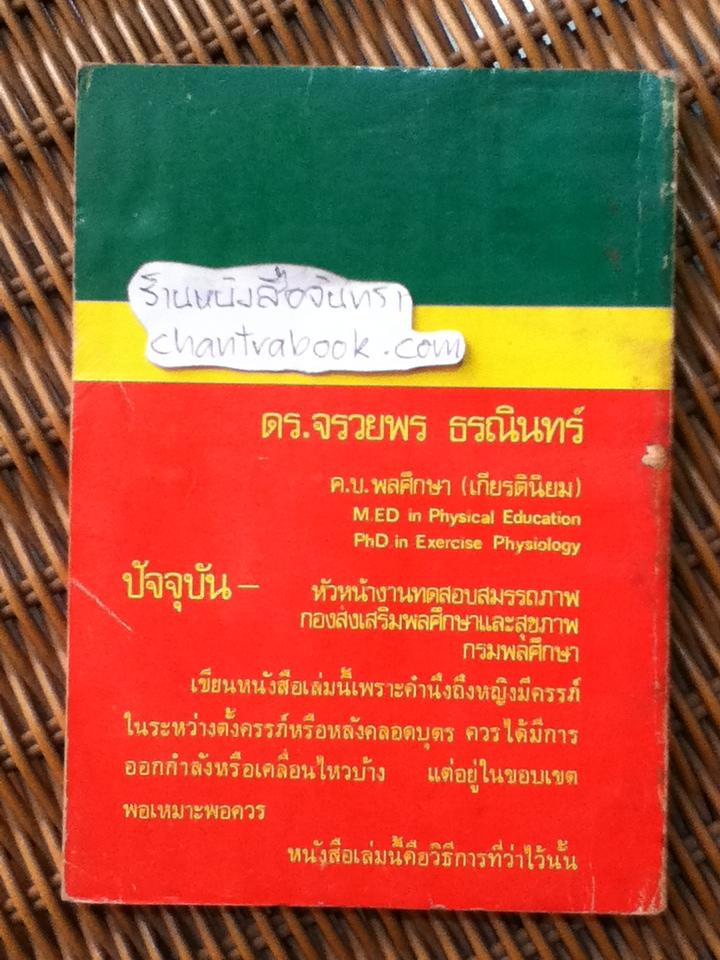 ร้านหนังสือจันทรา
chantrabook.com
ดร.จรวยพร ธรณินทร์
ค.บ.พลศึกษา (เกียรตินิยม)
M.ED in Physical Education
PhD in Exercise Physiology
ปัจจุบัน – หัวหน้างานทดสอบสมรรถภาพ
กองส่งเสริมพลศึกษาและสุขภาพ
กรมพลศึกษา
เขียนหนังสือเล่มนี้เพราะคำนึงถึงหญิงมีครรภ์
ในระหว่างตั้งครรภ์หรือหลังคลอดบุตร ควรได้มีการ
ออกกำลังหรือเคลื่อนไหวบ้าง แต่อยู่ในขอบเขต
พอเหมาะพอควร
หนังสือเล่มนี้คือวิธีการที่ว่าไว้นั้น